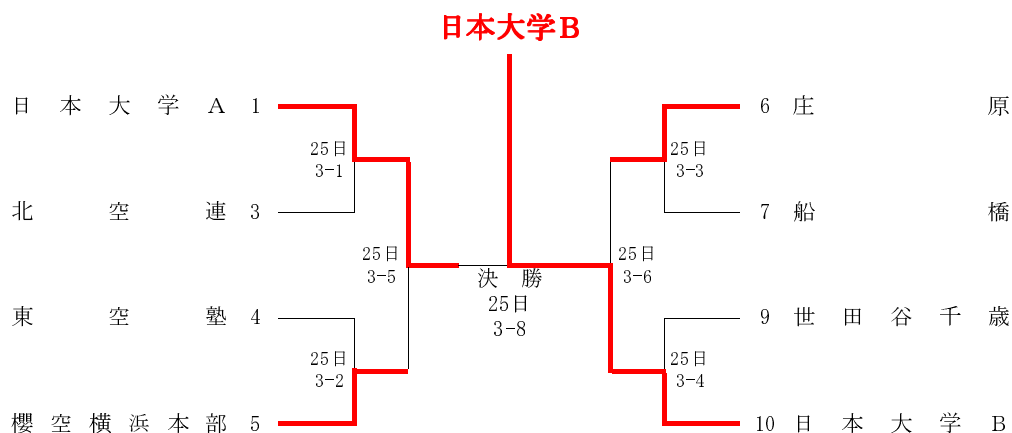 日本大学B
日本大学A 1
6 庄原
25日
3-1
25日
3-3
北空連 3
7 船橋
25日
3-5
25日
3-6
決勝
25日
3-8
東空塾 4
9 世田谷千歳
25日
3-2
25日
3-4
櫻空横浜本部 5
10 日本大学B